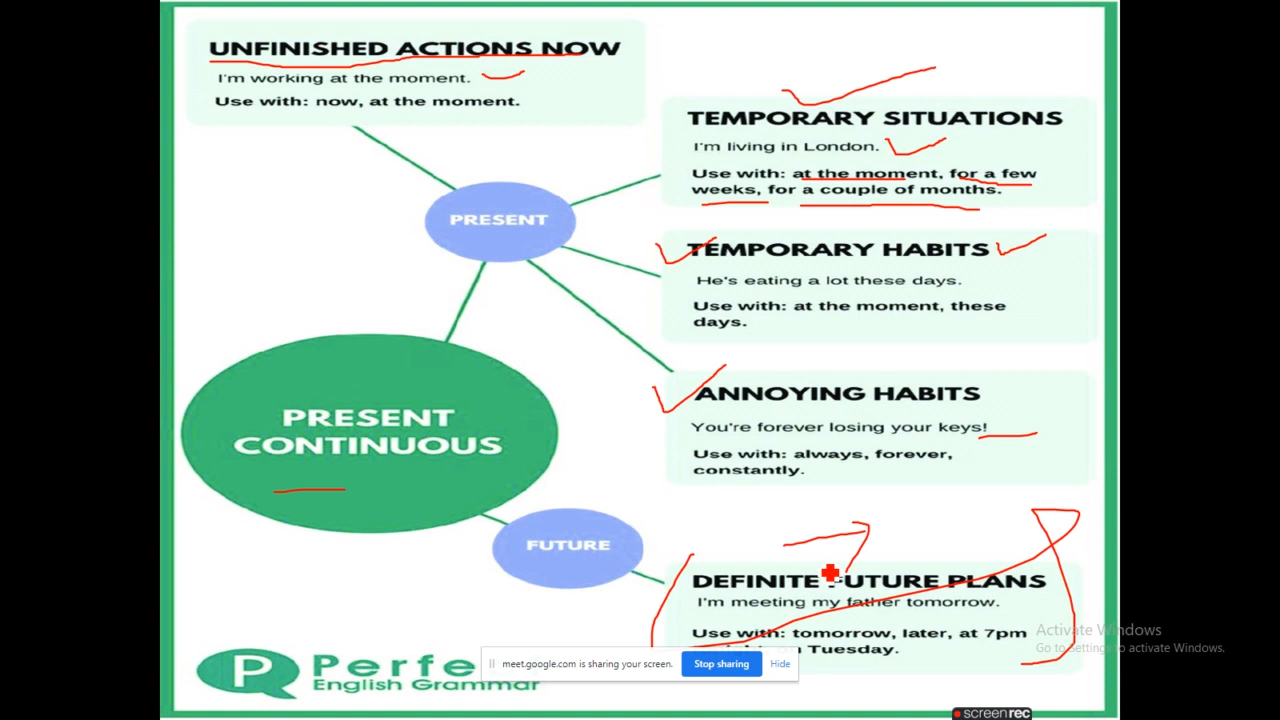 UNFINISHED ACTIONS NOW
I'm working at the moment.
Use with: now, at the moment.
TEMPORARY SITUATIONS
I'm living in London.
Use with: at the moment, for a few
weeks, for a couple of months.
PRESENT
TEMPORARY HABITS
He's eating a lot these days.
Use with: at the moment, these
days.
ANNOYING HABITS
You're forever losing your keys!
Use with: always, forever,
constantly.
PRESENT
CONTINUOUS
FUTURE
DEFINITE FUTURE PLANS
I'm meeting my father tomorrow.
Use with: tomorrow, later, at 7pm
Tuesday.
Activate Windows
Go to Settings to activate Windows.
meet.google.com is sharing your screen.
Stop sharing
Hide
P
English Grammar
screenrec